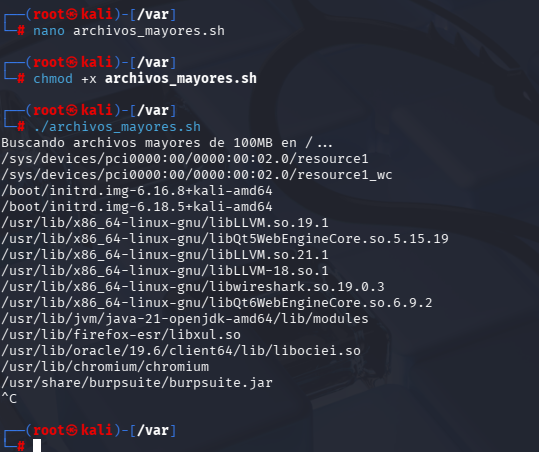 ┌──(root㉿kali)-[/var]
└─# nano archivos_mayores.sh
┌──(root㉿kali)-[/var]
└─# chmod +x archivos_mayores.sh
┌──(root㉿kali)-[/var]
└─# ./archivos_mayores.sh
Buscando archivos mayores de 100MB en /...
/sys/devices/pci0000:00/0000:00:02.0/resource1
/sys/devices/pci0000:00/0000:00:02.0/resource1_wc
/boot/initrd.img-6.16.8+kali-amd64
/boot/initrd.img-6.18.5+kali-amd64
/usr/lib/x86_64-linux-gnu/libLLVM.so.19.1
/usr/lib/x86_64-linux-gnu/libQt5WebEngineCore.so.5.15.19
/usr/lib/x86_64-linux-gnu/libLLVM.so.21.1
/usr/lib/x86_64-linux-gnu/libLLVM-18.so.1
/usr/lib/x86_64-linux-gnu/libwireshark.so.19.0.3
/usr/lib/x86_64-linux-gnu/libQt6WebEngineCore.so.6.9.2
/usr/lib/jvm/java-21-openjdk-amd64/lib/modules
/usr/lib/firefox-esr/libxul.so
/usr/lib/oracle/19.6/client64/lib/libociei.so
/usr/lib/chromium/chromium
/usr/share/burpsuite/burpsuite.jar
^C
┌──(root㉿kali)-[/var]
└─#